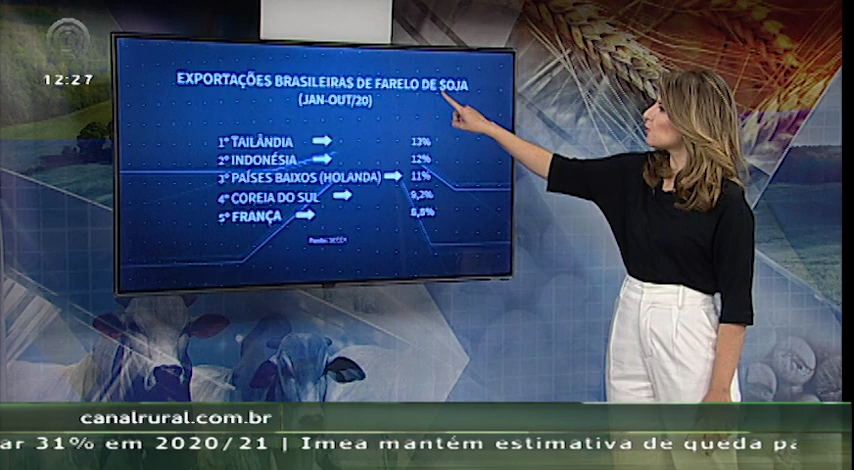 12:27
EXPORTAÇÕES BRASILEIRAS DE FARELO DE SOJA
(JAN-OUT/20)
1º TAILÂNDIA 13%
2º INDONÉSIA 12%
3º PAÍSES BAIXOS (HOLANDA) 11%
4º COREIA DO SUL 9,2%
5º FRANÇA 8,8%
canalrural.com.br
ar 31% em 2020/21 | Imea mantém estimativa de queda pa